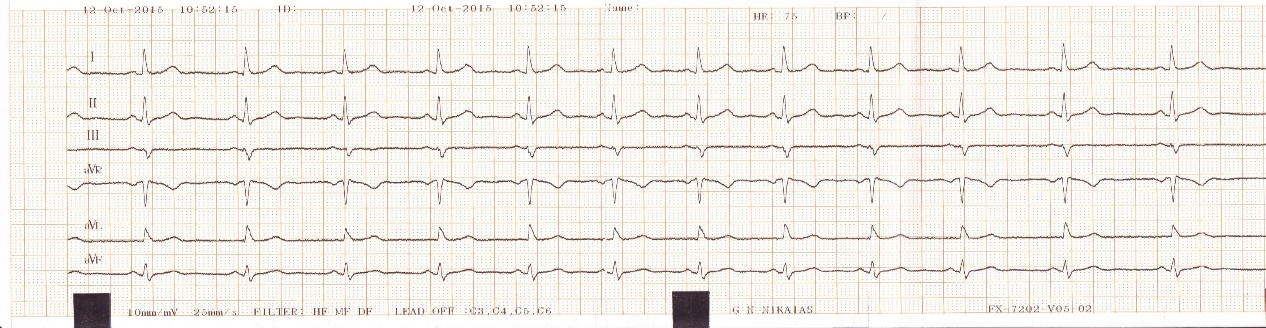 12-Oct-2015 10:52:15 ID: 12-Oct-2015 10:52:15 Name:
HR: 75 BP: /
I
II
III
aVR
aVL
aVF
10mm/mV 25mm/s FILTER: HF MF DF LEAD OFF :C3,C4,C5,C6 G N NIKAIAS FX-7202-V05-02